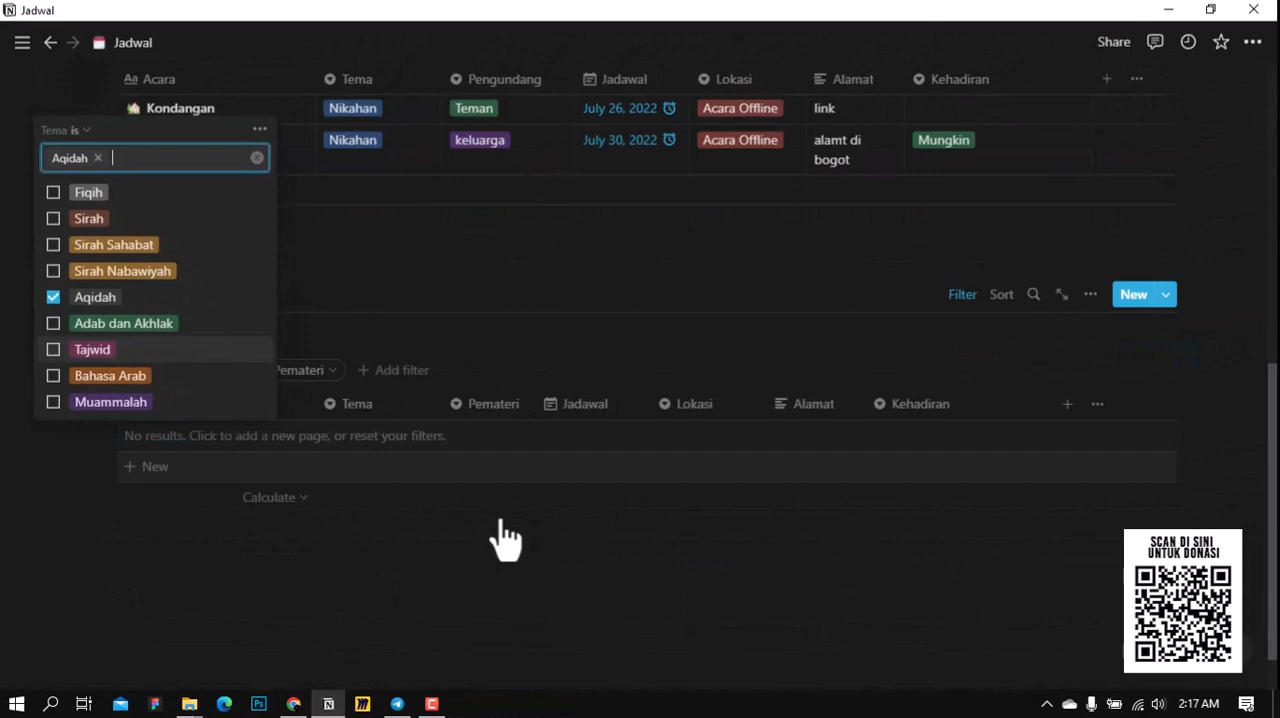 Jadwal
Jadwal
Share
Aa Acara
Tema
Pengundang
Jadawal
Lokasi
Alamat
Kehadiran
Kondangan
Nikahan
Teman
July 26, 2022
Acara Offline
link
Nikahan
keluarga
July 30, 2022
Acara Offline
alamt di
bogot
Mungkin
Tema is
Aqidah
Fiqih
Sirah
Sirah Sahabat
Sirah Nabawiyah
Aqidah
Adab dan Akhlak
Tajwid
Bahasa Arab
Muammalah
Filter
Sort
New
Pemateri
Add filter
Tema
Pemateri
Jadawal
Lokasi
Alamat
Kehadiran
No results. Click to add a new page, or reset your filters.
New
Calculate
SCAN DI SINI
UNTUK DONASI
2:17 AM